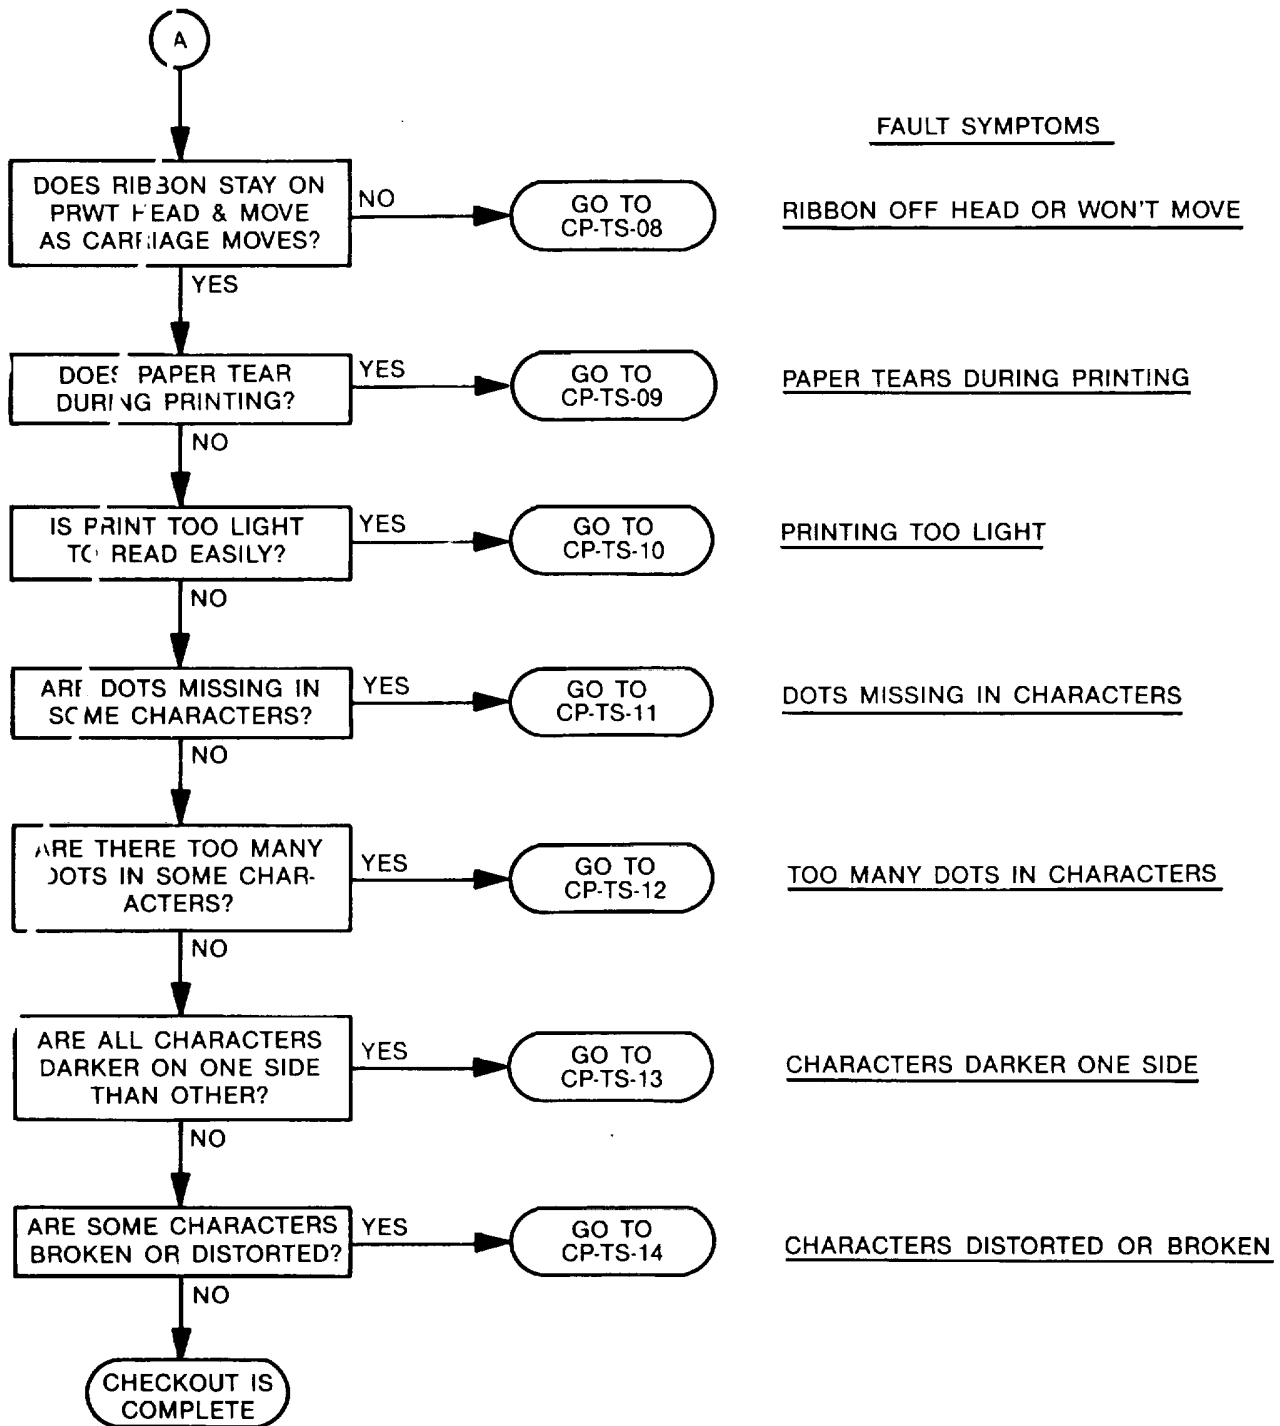 A
FAULT SYMPTOMS
DOES RIBBON STAY ON
PRWT HEAD & MOVE
AS CARRIAGE MOVES?
NO
GO TO
CP-TS-08
RIBBON OFF HEAD OR WON'T MOVE
YES
DOES PAPER TEAR
DURING PRINTING?
YES
GO TO
CP-TS-09
PAPER TEARS DURING PRINTING
NO
IS PRINT TOO LIGHT
TO READ EASILY?
YES
GO TO
CP-TS-10
PRINTING TOO LIGHT
NO
ARE DOTS MISSING IN
SOME CHARACTERS?
YES
GO TO
CP-TS-11
DOTS MISSING IN CHARACTERS
NO
ARE THERE TOO MANY
DOTS IN SOME CHAR-
ACTERS?
YES
GO TO
CP-TS-12
TOO MANY DOTS IN CHARACTERS
NO
ARE ALL CHARACTERS
DARKER ON ONE SIDE
THAN OTHER?
YES
GO TO
CP-TS-13
CHARACTERS DARKER ONE SIDE
NO
ARE SOME CHARACTERS
BROKEN OR DISTORTED?
YES
GO TO
CP-TS-14
CHARACTERS DISTORTED OR BROKEN
NO
CHECKOUT IS
COMPLETE